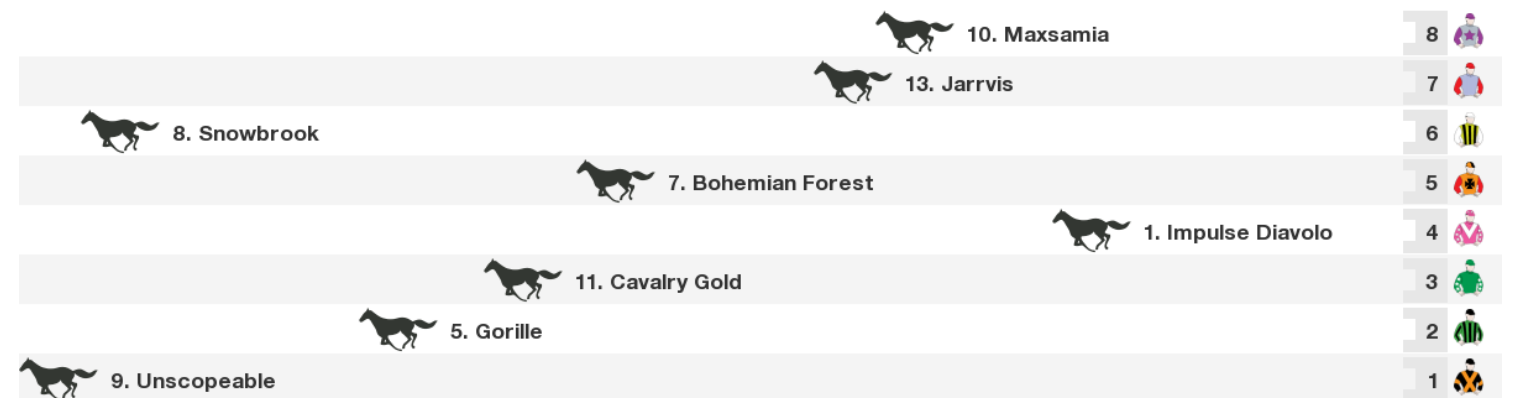 10. Maxsamia 8
13. Jarrvis 7
8. Snowbrook 6
7. Bohemian Forest 5
1. Impulse Diavolo 4
11. Cavalry Gold 3
5. Gorille 2
9. Unscopeable 1